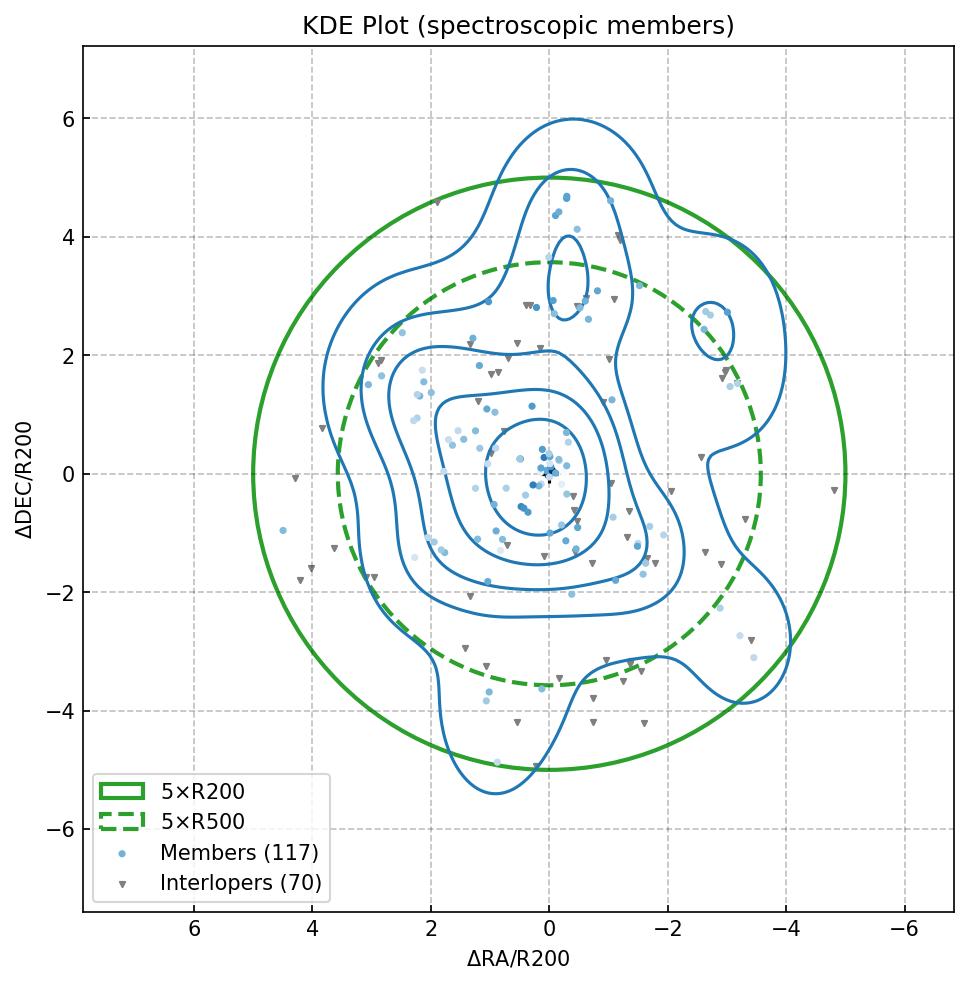 KDE Plot (spectroscopic members)
6
4
2
0
−2
−4
−6
ΔDEC/R200
5×R200
5×R500
Members (117)
Interlopers (70)
6 4 2 0 −2 −4 −6
ΔRA/R200